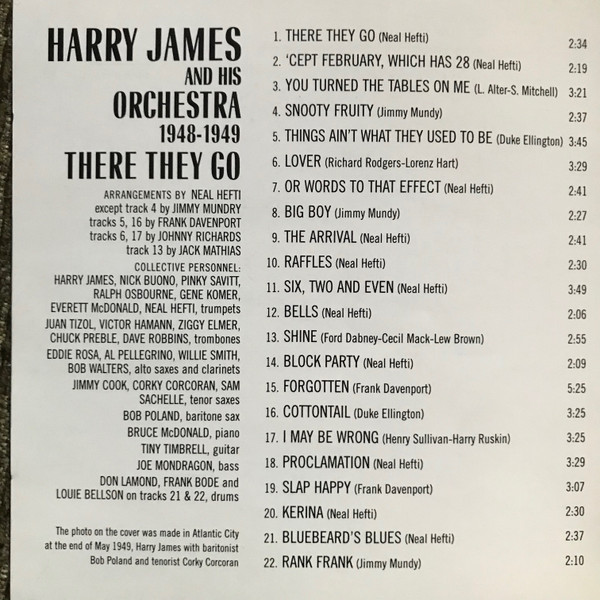 HARRY JAMES
AND HIS
ORCHESTRA
1948-1949
THERE THEY GO
ARRANGEMENTS BY NEAL HEFTI
except track 4 by JIMMY MUNDRY
tracks 5, 16 by FRANK DAVENPORT
tracks 6, 17 by JOHNNY RICHARDS
track 13 by JACK MATHIAS
COLLECTIVE PERSONNEL:
HARRY JAMES, NICK BUONO, PINKY SAVITT,
RALPH OSBOURNE, GENE KOMER,
EVERETT McDONALD, NEAL HEFTI, trumpets
JUAN TIZOL, VICTOR HAMANN, ZIGGY ELMER,
CHUCK PREBLE, DAVE ROBBINS, trombones
EDDIE ROSA, AL PELLEGRINO, WILLIE SMITH,
BOB WALTERS, alto saxes and clarinets
JIMMY COOK, CORKY CORCORAN, SAM
SACHELLE, tenor saxes
BOB POLAND, baritone sax
BRUCE McDONALD, piano
TINY TIMBRELL, guitar
JOE MONDRAGON, bass
DON LAMOND, FRANK BODE and
LOUIE BELLSON on tracks 21 & 22, drums
The photo on the cover was made in Atlantic City
at the end of May 1949, Harry James with baritonist
Bob Poland and tenorist Corky Corcoran
1. THERE THEY GO (Neal Hefti) 2:34
2. ‘CEPT FEBRUARY, WHICH HAS 28 (Neal Hefti) 2:19
3. YOU TURNED THE TABLES ON ME (L. Alter-S. Mitchell) 3:21
4. SNOOTY FRUITY (Jimmy Mundy) 2:37
5. THINGS AIN'T WHAT THEY USED TO BE (Duke Ellington) 3:45
6. LOVER (Richard Rodgers-Lorenz Hart) 3:29
7. OR WORDS TO THAT EFFECT (Neal Hefti) 2:41
8. BIG BOY (Jimmy Mundy) 2:27
9. THE ARRIVAL (Neal Hefti) 2:41
10. RAFFLES (Neal Hefti) 2:30
11. SIX, TWO AND EVEN (Neal Hefti) 3:49
12. BELLS (Neal Hefti) 2:06
13. SHINE (Ford Dabney-Cecil Mack-Lew Brown) 2:55
14. BLOCK PARTY (Neal Hefti) 2:09
15. FORGOTTEN (Frank Davenport) 5:25
16. COTTONTAIL (Duke Ellington) 3:25
17. I MAY BE WRONG (Henry Sullivan-Harry Ruskin) 3:25
18. PROCLAMATION (Neal Hefti) 3:29
19. SLAP HAPPY (Frank Davenport) 3:07
20. KERINA (Neal Hefti) 2:30
21. BLUEBEARD'S BLUES (Neal Hefti) 2:37
22. RANK FRANK (Jimmy Mundy) 2:10